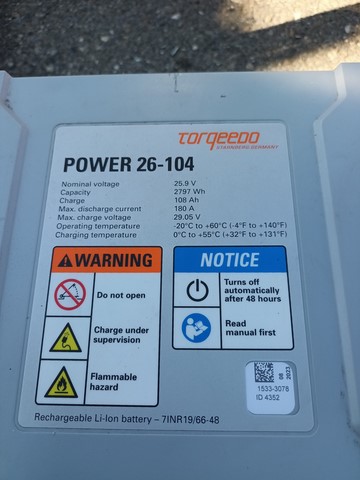 TORQEEDO
STARNBERG.GERMANY
POWER 26-104
Nominal voltage 25.9 V
Capacity 2797 Wh
Charge 108 Ah
Max. discharge current 180 A
Max. charge voltage 29.05 V
Operating temperature -20°C to +60°C (-4°F to +140°F)
Charging temperature 0°C to +55°C (+32°F to +131°F)
WARNING
Do not open
Charge under
supervision
Flammable
hazard
NOTICE
Turns off
automatically
after 48 hours
Read
manual first
08
2023
1533-3078
ID 4352
Rechargeable Li-Ion battery – 7INR19/66-48